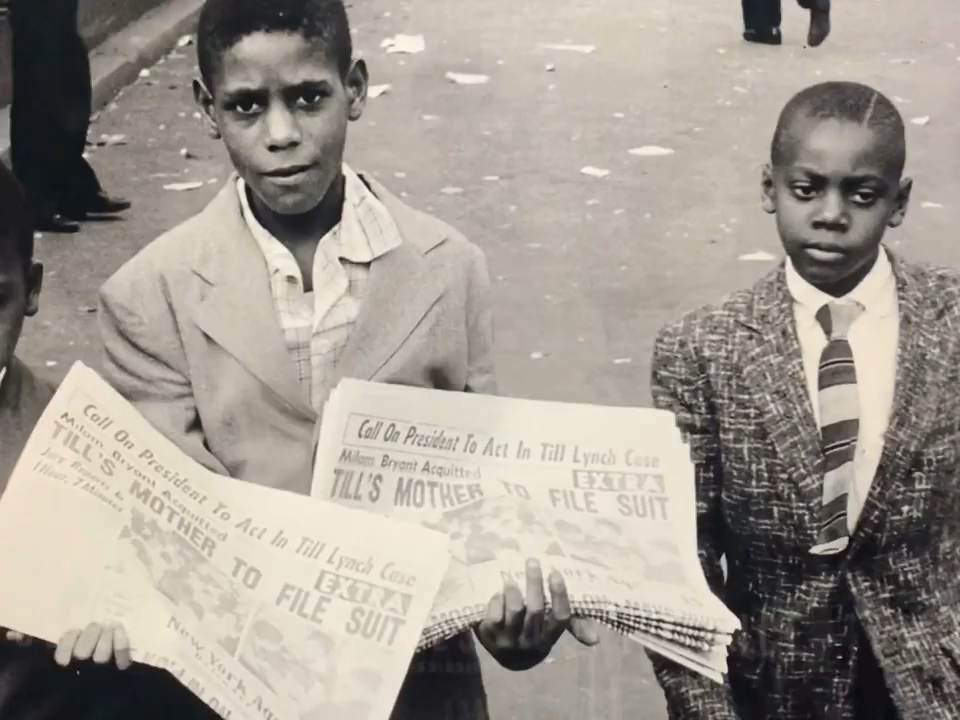 Call On President To Act In Till Lynch Case
Milam Bryant Acquitted
EXTRA
TILL'S MOTHER TO FILE SUIT
Jury Reports In
1 Hour, 7 Minutes
New York
Call On President To Act In Till Lynch Case
Milam Bryant Acquitted
EXTRA
TILL'S MOTHER TO FILE SUIT
New York